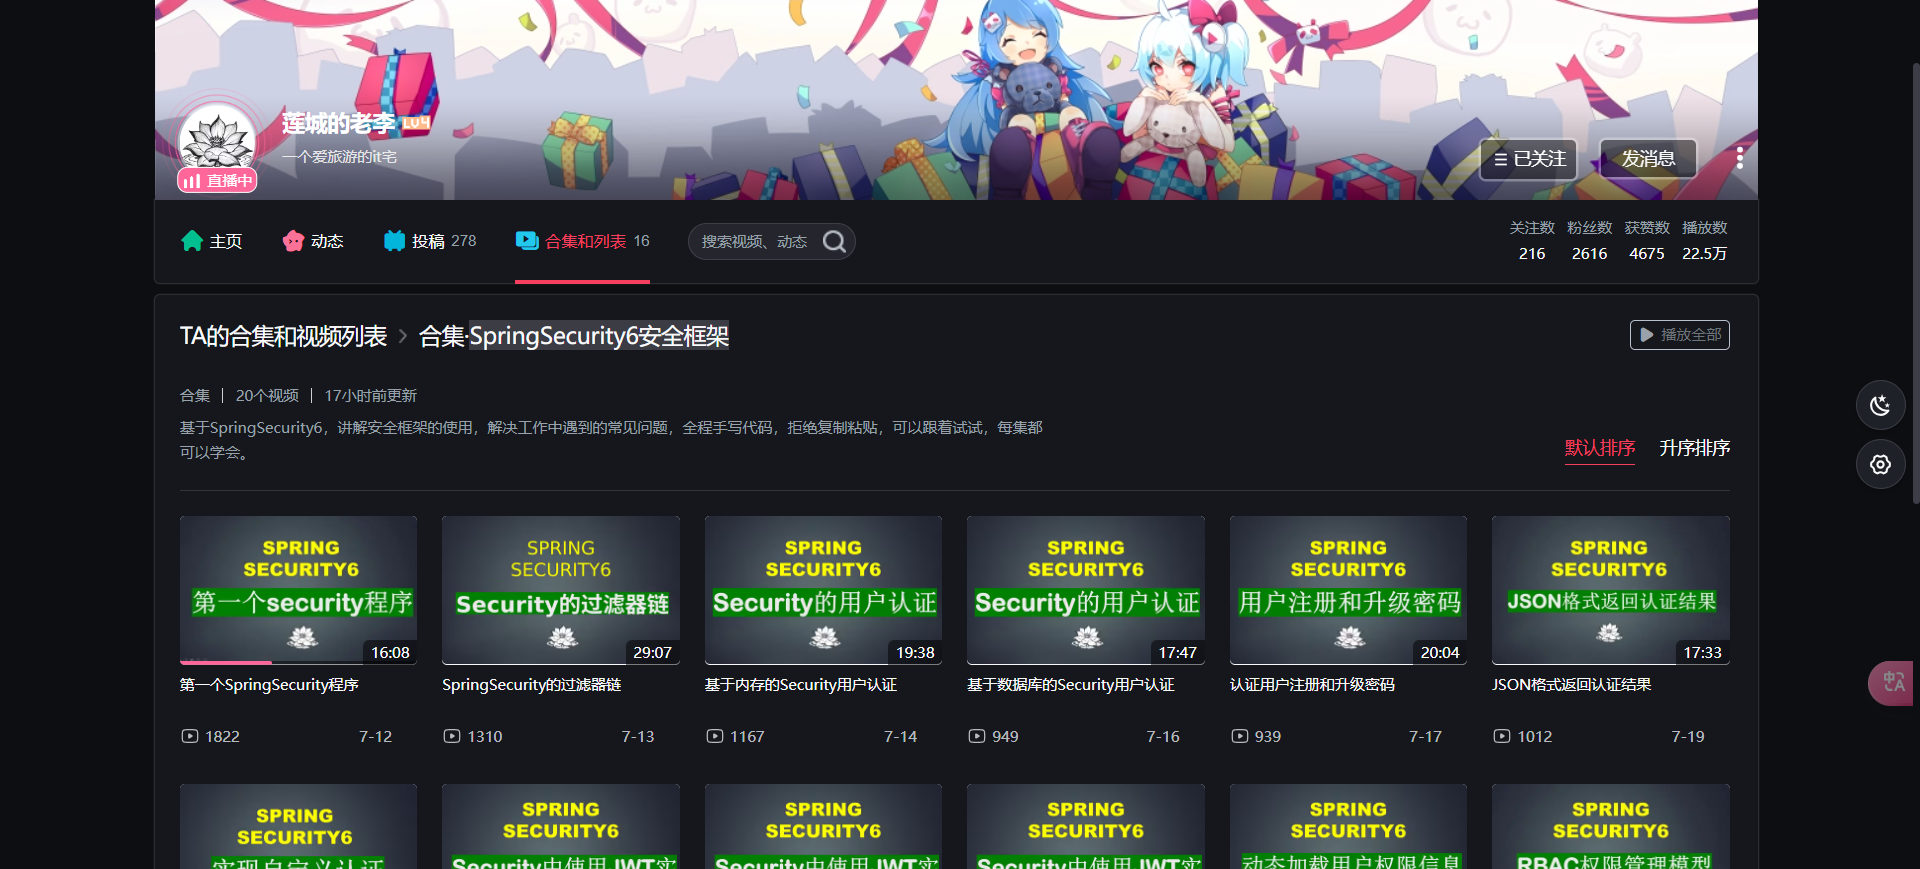 莲城的老李 LV4
一个爱旅游的it宅
直播中
已关注
发消息
主页
动态
投稿 278
合集和列表 16
搜索视频、动态
关注数 粉丝数 获赞数 播放数
216 2616 4675 22.5万
TA的合集和视频列表 > 合集·SpringSecurity6安全框架
播放全部
合集 | 20个视频 | 17小时前更新
基于SpringSecurity6，讲解安全框架的使用，解决工作中遇到的常见问题，全程手写代码，拒绝复制粘贴，可以跟着试试，每集都
可以学会。
默认排序 升序排序
SPRING
SECURITY6
第一个security程序
16:08
第一个SpringSecurity程序
1822 7-12
SPRING
SECURITY6
Security的过滤器链
29:07
SpringSecurity的过滤器链
1310 7-13
SPRING
SECURITY6
Security的用户认证
19:38
基于内存的Security用户认证
1167 7-14
SPRING
SECURITY6
Security的用户认证
17:47
基于数据库的Security用户认证
949 7-16
SPRING
SECURITY6
用户注册和升级密码
20:04
认证用户注册和升级密码
939 7-17
SPRING
SECURITY6
JSON格式返回认证结果
17:33
JSON格式返回认证结果
1012 7-19
SPRING
SECURITY6
实现自定义认证
SPRING
SECURITY6
Security中使用JWT实
SPRING
SECURITY6
Security中使用JWT实
SPRING
SECURITY6
Security中使用JWT实
SPRING
SECURITY6
动态加载用户权限信息
SPRING
SECURITY6
RBAC权限管理模型
中A